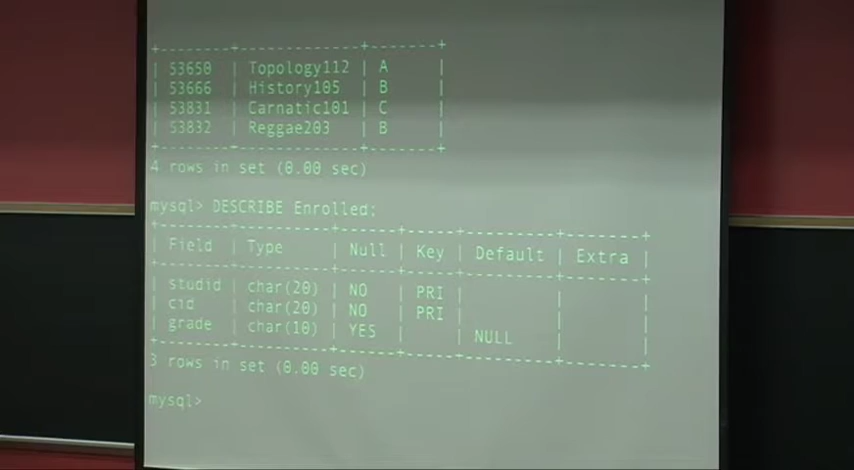 +---------+-------------+--------+
| 53650 | Topology112 | A |
| 53666 | History105 | B |
| 53831 | Carnatic101 | C |
| 53832 | Reggae203 | B |
+---------+-------------+--------+
4 rows in set (0.00 sec)
mysql> DESCRIBE Enrolled;
+---------+----------+------+-----+---------+-------+
| Field | Type | Null | Key | Default | Extra |
+---------+----------+------+-----+---------+-------+
| studid | char(20) | NO | PRI | | |
| cid | char(20) | NO | PRI | | |
| grade | char(10) | YES | | NULL | |
+---------+----------+------+-----+---------+-------+
3 rows in set (0.00 sec)
mysql>